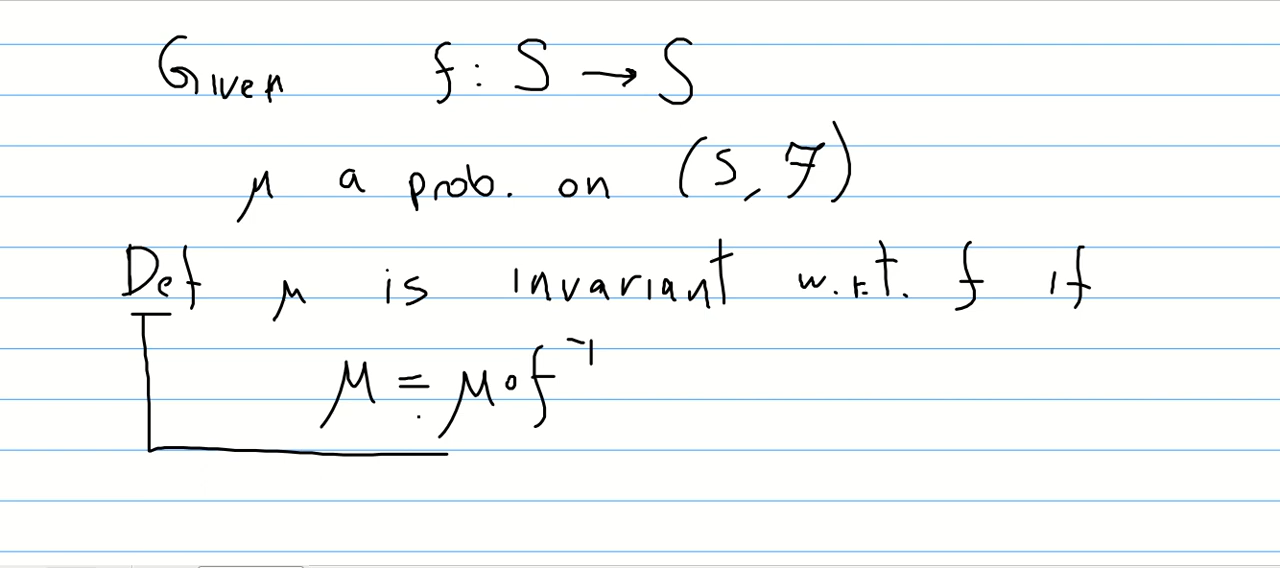 Given f: S → S
μ a prob. on (S, ℱ)
Def μ is invariant w.r.t. f if
μ = μ∘f⁻¹